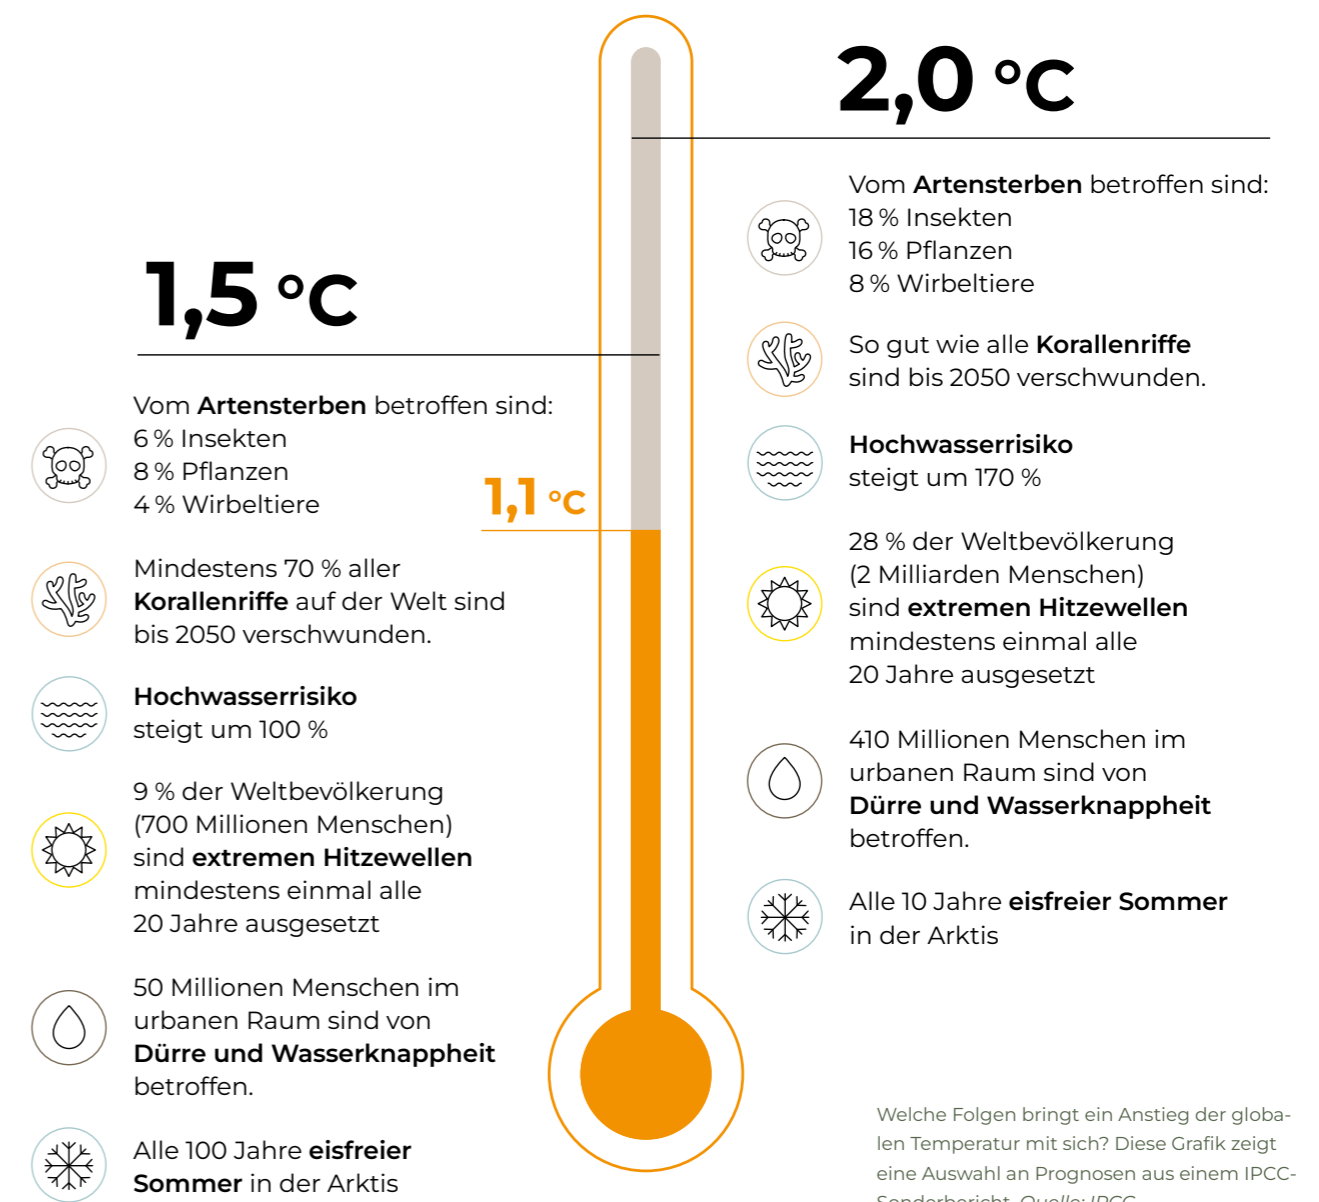 2,0 °C
Vom Artensterben betroffen sind:
18 % Insekten
16 % Pflanzen
8 % Wirbeltiere
So gut wie alle Korallenriffe
sind bis 2050 verschwunden.
Hochwasserrisiko
steigt um 170 %
28 % der Weltbevölkerung
(2 Milliarden Menschen)
sind extremen Hitzewellen
mindestens einmal alle
20 Jahre ausgesetzt
410 Millionen Menschen im
urbanen Raum sind von
Dürre und Wasserknappheit
betroffen.
Alle 10 Jahre eisfreier Sommer
in der Arktis
1,5 °C
Vom Artensterben betroffen sind:
6 % Insekten
8 % Pflanzen
4 % Wirbeltiere
1,1 °C
Mindestens 70 % aller
Korallenriffe auf der Welt sind
bis 2050 verschwunden.
Hochwasserrisiko
steigt um 100 %
9 % der Weltbevölkerung
(700 Millionen Menschen)
sind extremen Hitzewellen
mindestens einmal alle
20 Jahre ausgesetzt
50 Millionen Menschen im
urbanen Raum sind von
Dürre und Wasserknappheit
betroffen.
Alle 100 Jahre eisfreier
Sommer in der Arktis
Welche Folgen bringt ein Anstieg der globa-
len Temperatur mit sich? Diese Grafik zeigt
eine Auswahl an Prognosen aus einem IPCC-
Sonderbericht. Quelle: IPCC